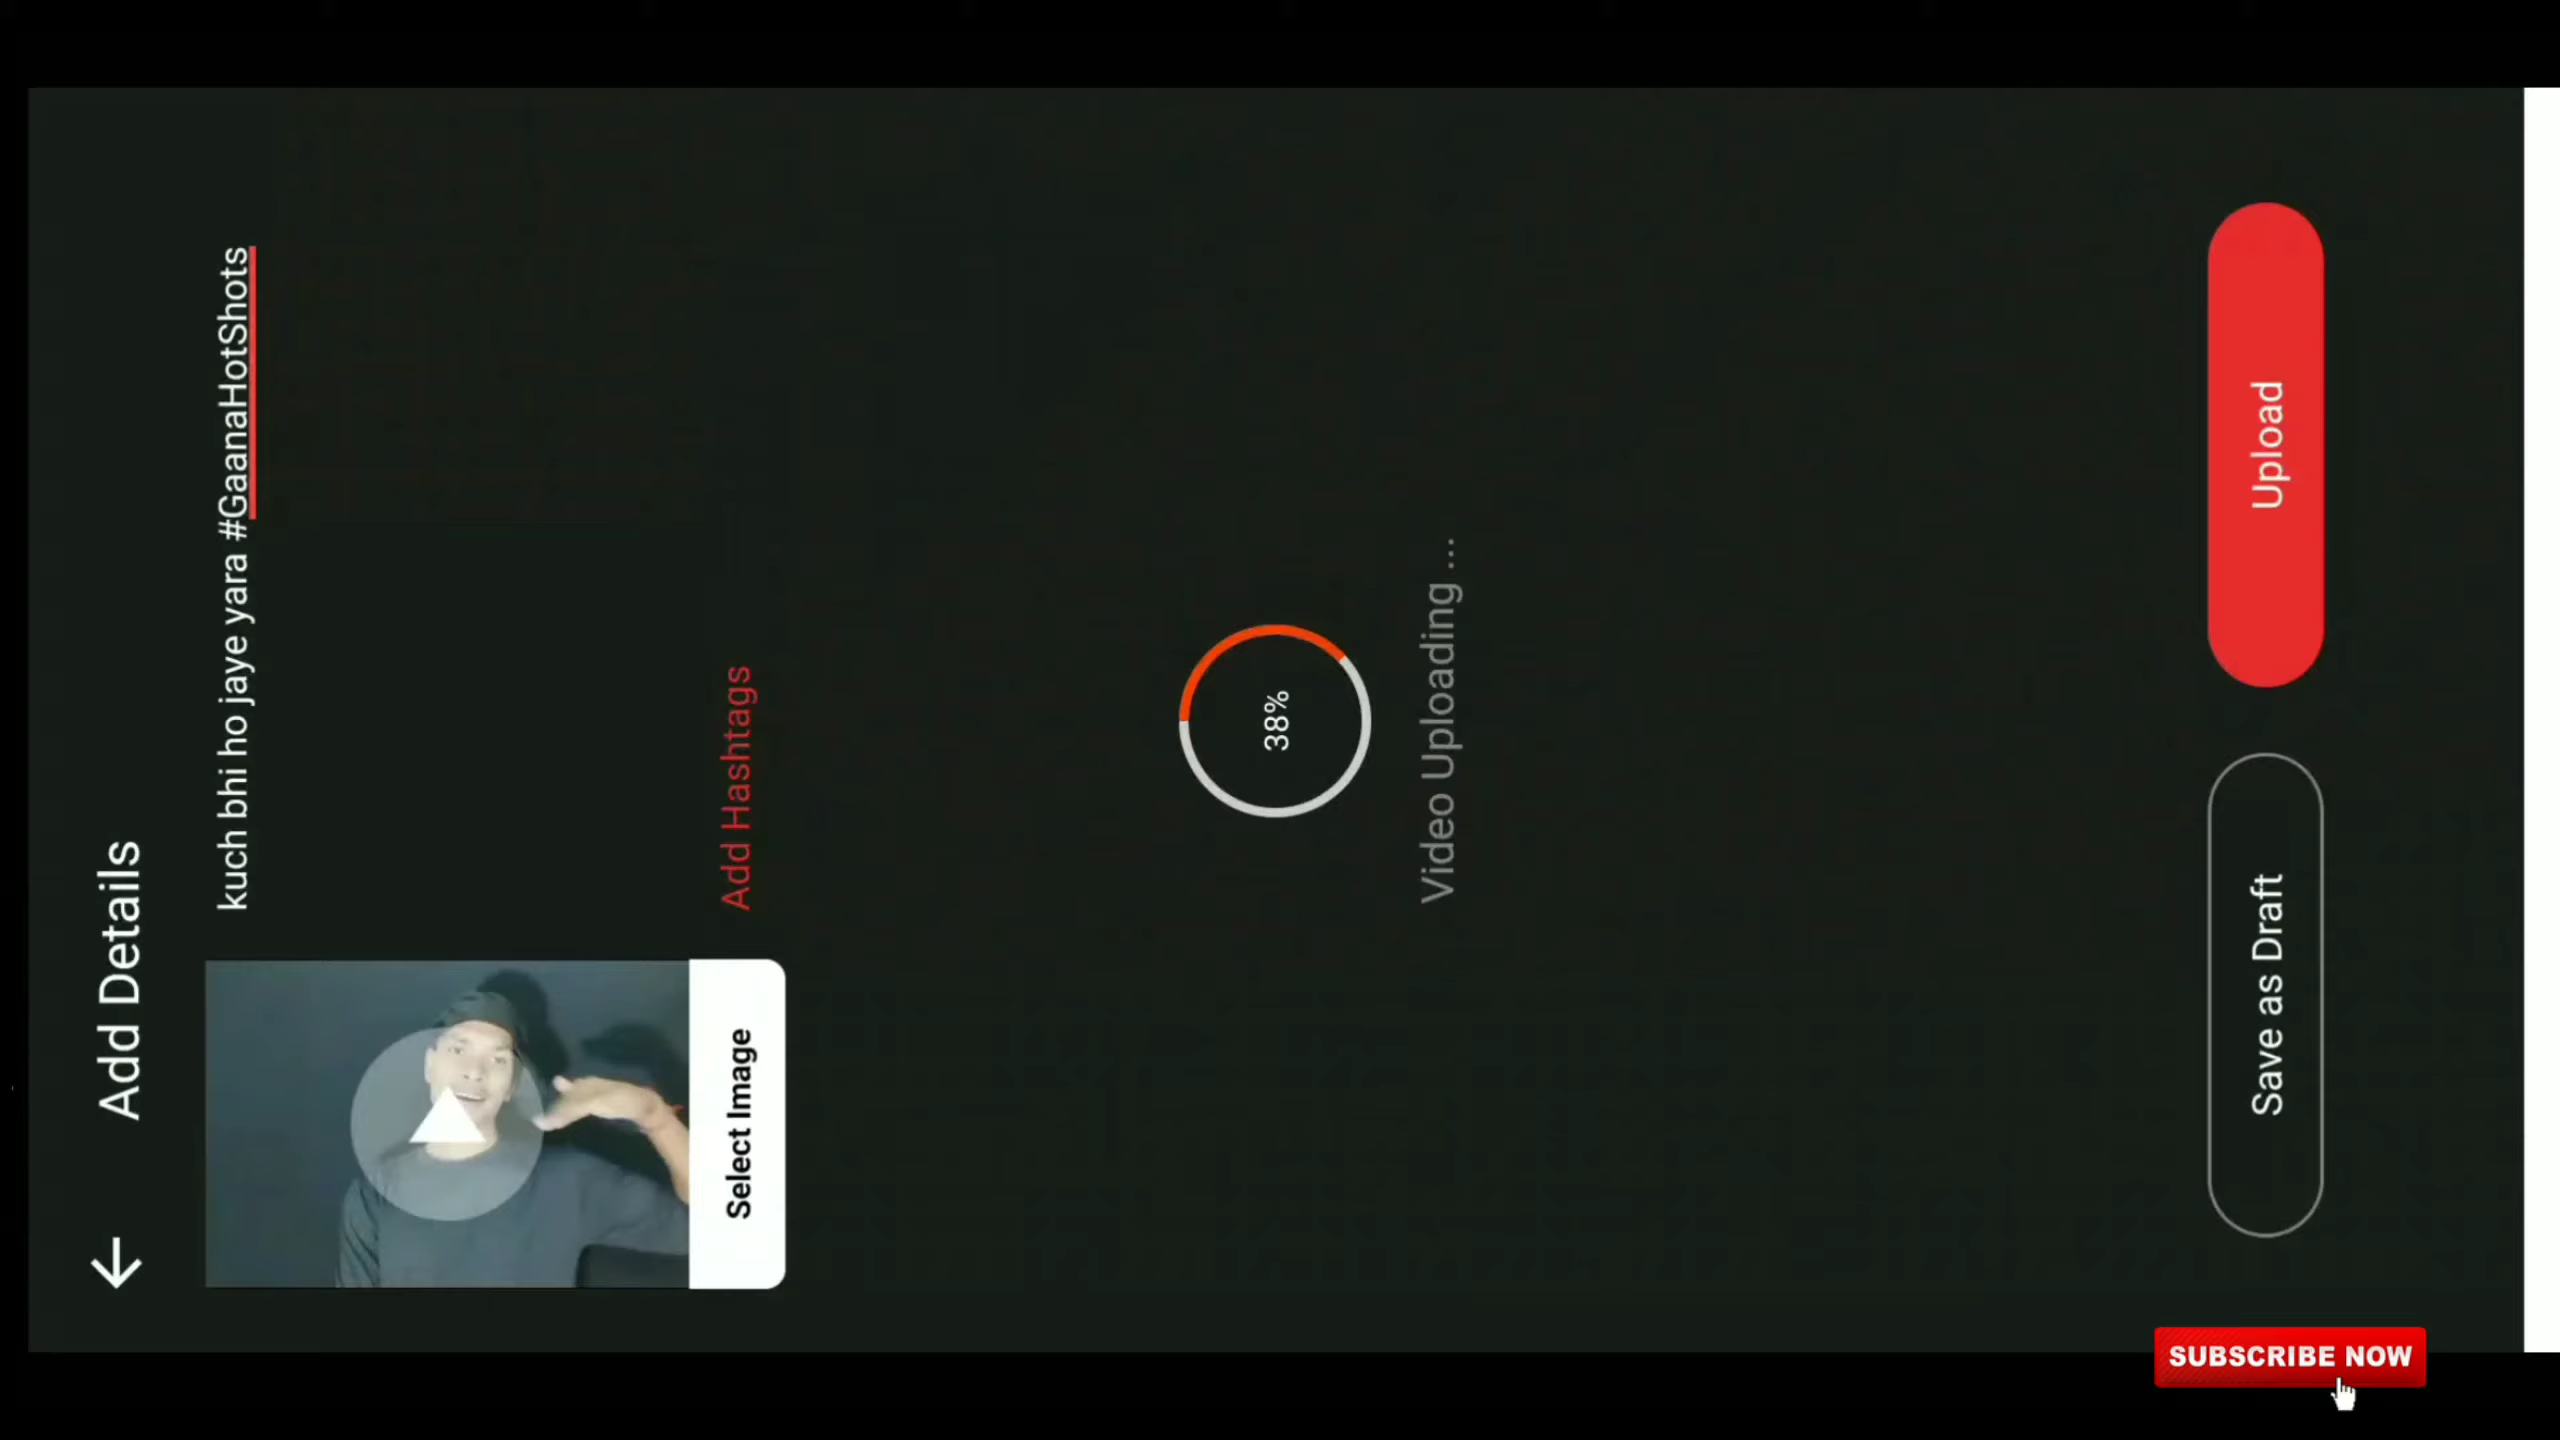 Add Details
kuch bhi ho jaye yara #GaanaHotShots
Add Hashtags
Select Image
38%
Video Uploading ...
Save as Draft
Upload
SUBSCRIBE NOW